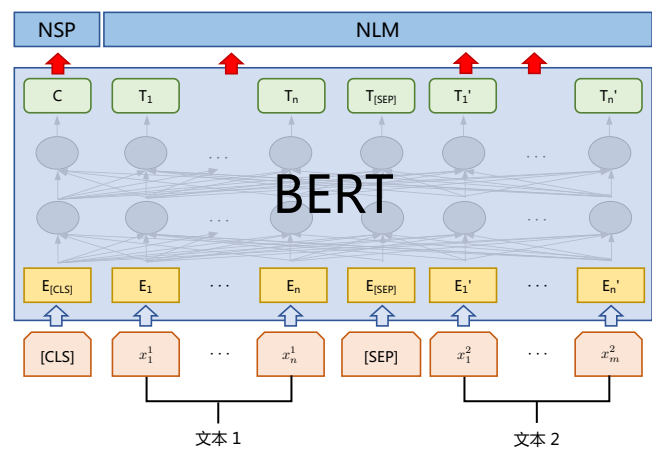 NSP NLM
C T₁ Tₙ T[SEP] T₁' Tₙ'
...  ...
BERT
...  ...
E[CLS] E₁ ... Eₙ E[SEP] E₁' ... Eₙ'
[CLS] x₁¹ ... xₙ¹ [SEP] x₁² ... xₘ²
文本 1 文本 2